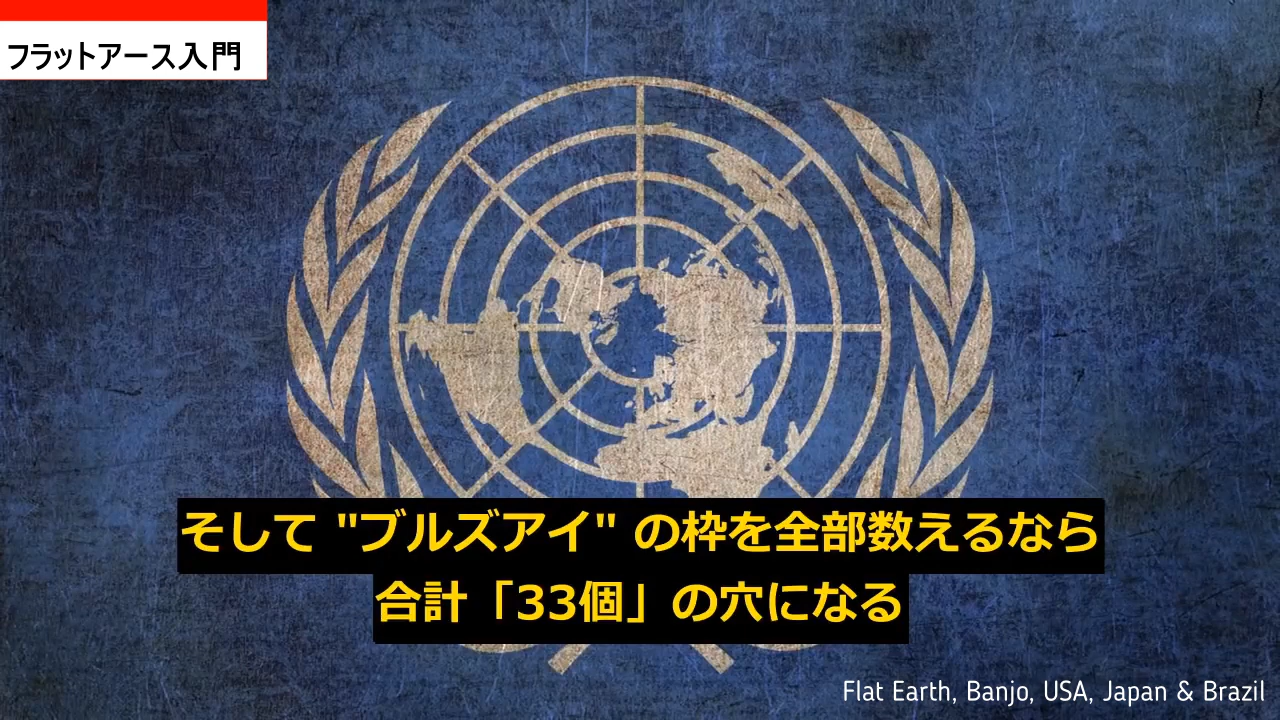 フラットアース入門
そして "ブルズアイ" の枠を全部数えるなら
合計「33個」の穴になる
Flat Earth, Banjo, USA, Japan & Brazil